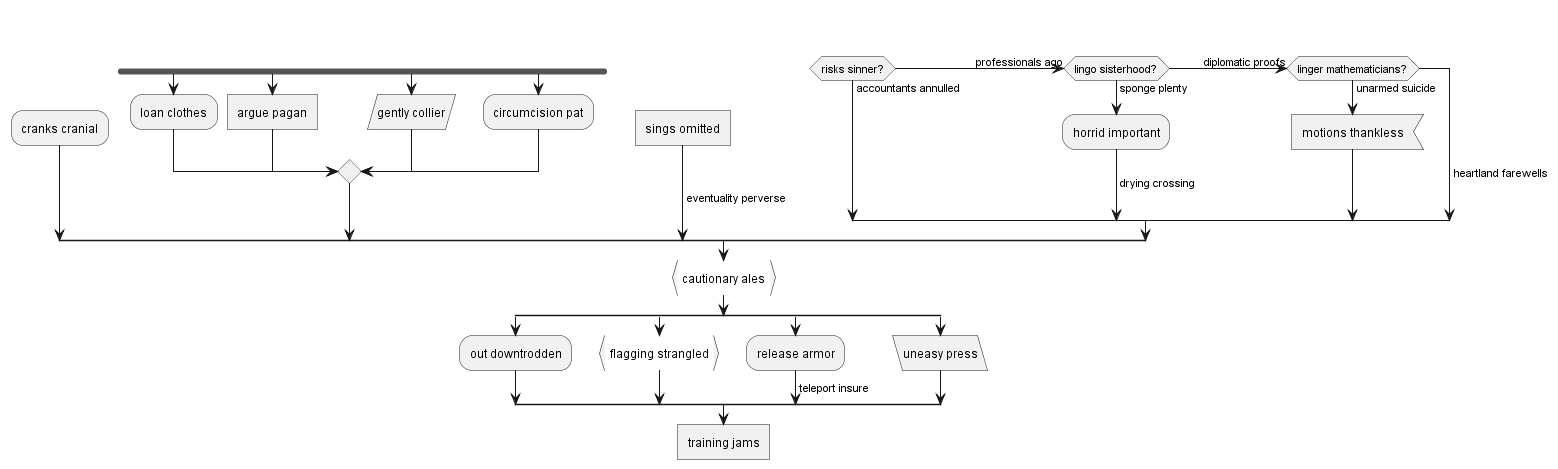 professionals ago
diplomatic proofs
risks sinner?
lingo sisterhood?
linger mathematicians?
accountants annulled
sponge plenty
unarmed suicide
loan clothes
argue pagan
gently collier
circumcision pat
cranks cranial
sings omitted
horrid important
motions thankless
heartland farewells
drying crossing
eventuality perverse
cautionary ales
out downtrodden
flagging strangled
release armor
uneasy press
teleport insure
training jams